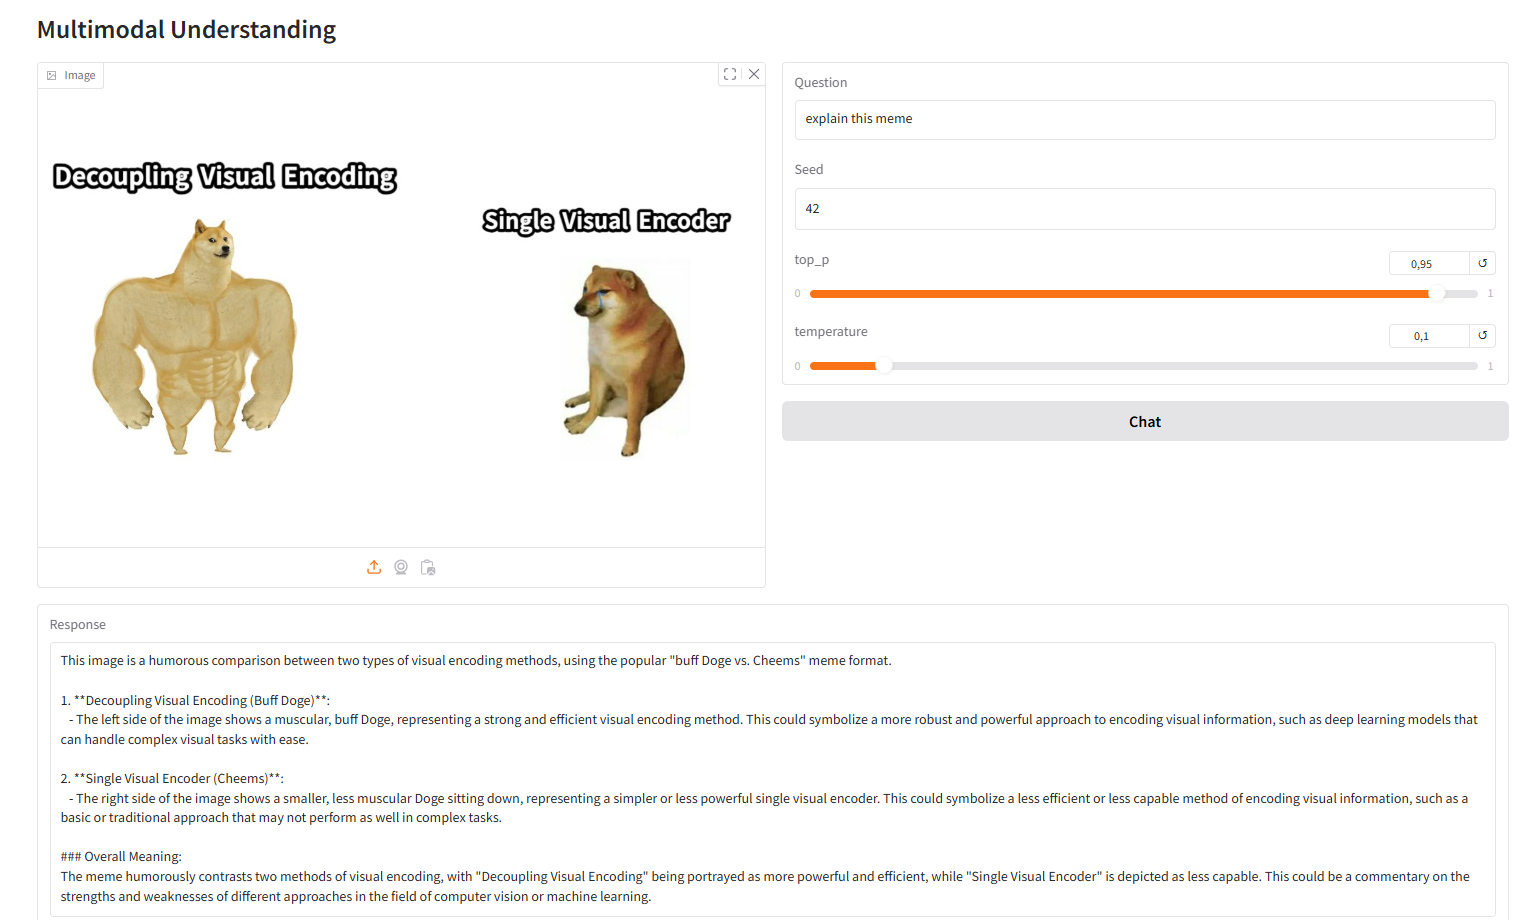 Multimodal Understanding
Image
Decoupling Visual Encoding
Single Visual Encoder
Question
explain this meme
Seed
42
top_p
0,95
0
1
temperature
0,1
0
1
Chat
Response
This image is a humorous comparison between two types of visual encoding methods, using the popular "buff Doge vs. Cheems" meme format.
1. **Decoupling Visual Encoding (Buff Doge)**:
- The left side of the image shows a muscular, buff Doge, representing a strong and efficient visual encoding method. This could symbolize a more robust and powerful approach to encoding visual information, such as deep learning models that
can handle complex visual tasks with ease.
2. **Single Visual Encoder (Cheems)**:
- The right side of the image shows a smaller, less muscular Doge sitting down, representing a simpler or less powerful single visual encoder. This could symbolize a less efficient or less capable method of encoding visual information, such as a
basic or traditional approach that may not perform as well in complex tasks.
### Overall Meaning:
The meme humorously contrasts two methods of visual encoding, with "Decoupling Visual Encoding" being portrayed as more powerful and efficient, while "Single Visual Encoder" is depicted as less capable. This could be a commentary on the
strengths and weaknesses of different approaches in the field of computer vision or machine learning.